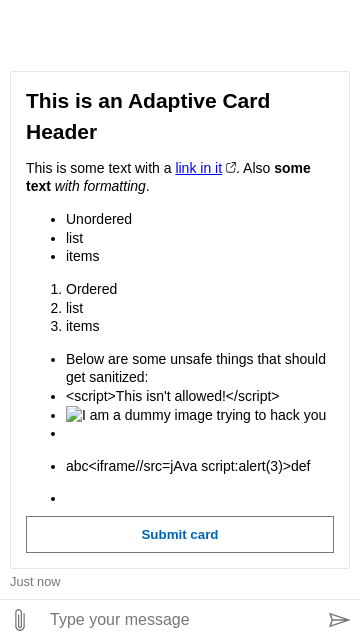 This is an Adaptive Card
Header
This is some text with a link in it. Also some
text with formatting.
Unordered
list
items
1. Ordered
2. list
3. items
Below are some unsafe things that should
get sanitized:
<script>This isn't allowed!</script>
I am a dummy image trying to hack you
abc<iframe//src=jAva script:alert(3)>def
Submit card
Just now
Type your message